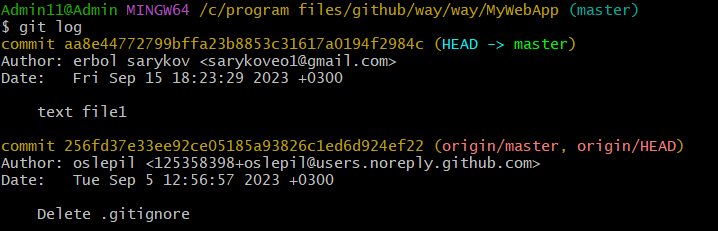 Admin11@Admin MINGW64 /c/program files/github/way/way/MyWebApp (master)
$ git log
commit aa8e44772799bffa23b8853c31617a0194f2984c (HEAD -> master)
Author: erbol sarykov <sarykoveo1@gmail.com>
Date:   Fri Sep 15 18:23:29 2023 +0300
    text file1
commit 256fd37e33ee92ce05185a93826c1ed6d924ef22 (origin/master, origin/HEAD)
Author: oslepil <125358398+oslepil@users.noreply.github.com>
Date:   Tue Sep 5 12:56:57 2023 +0300
    Delete .gitignore